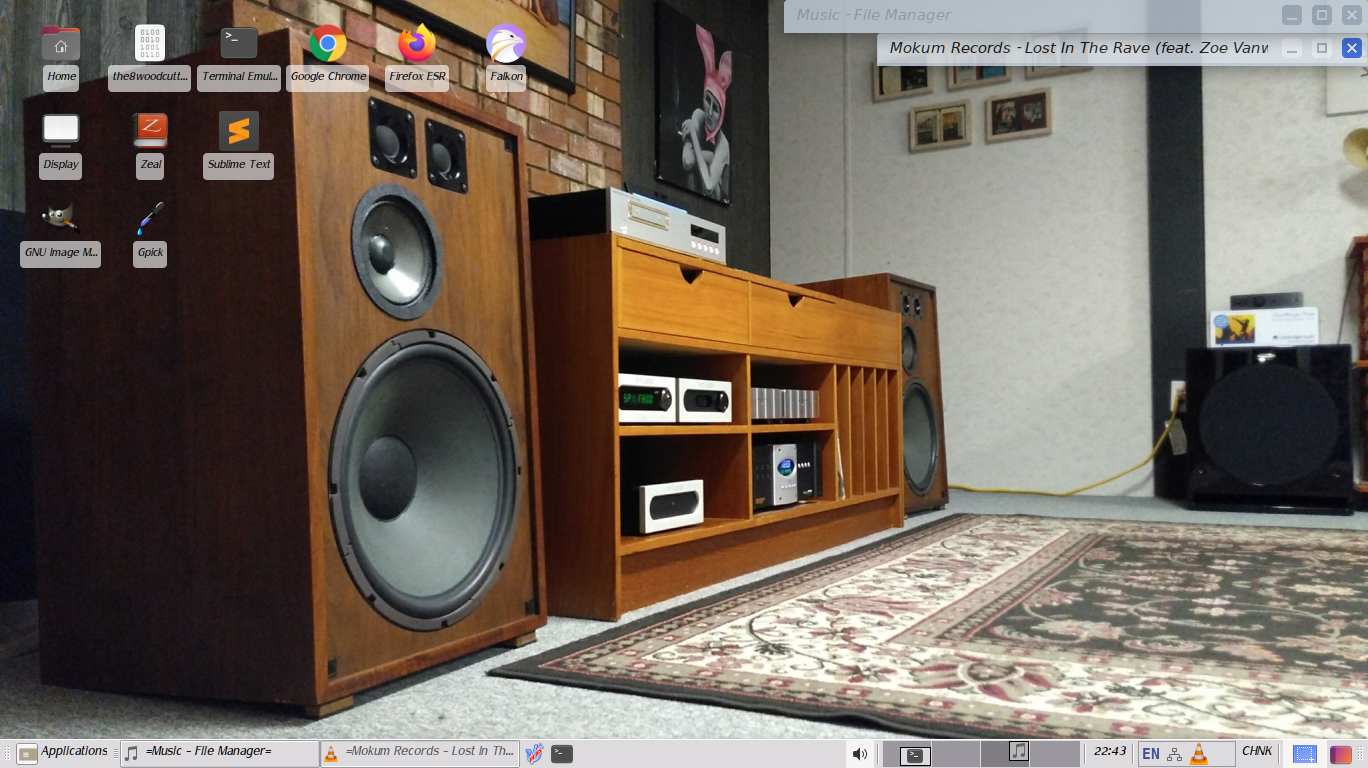 Music - File Manager
Mokum Records - Lost In The Rave (feat. Zoe Vanw
Home
the8woodcutt...
Terminal Emul...
Google Chrome
Firefox ESR
Falkon
Display
Zeal
Sublime Text
GNU Image M...
Gpick
Applications
=Music - File Manager=
=Mokum Records - Lost In Th...
22:43
EN
CHNK